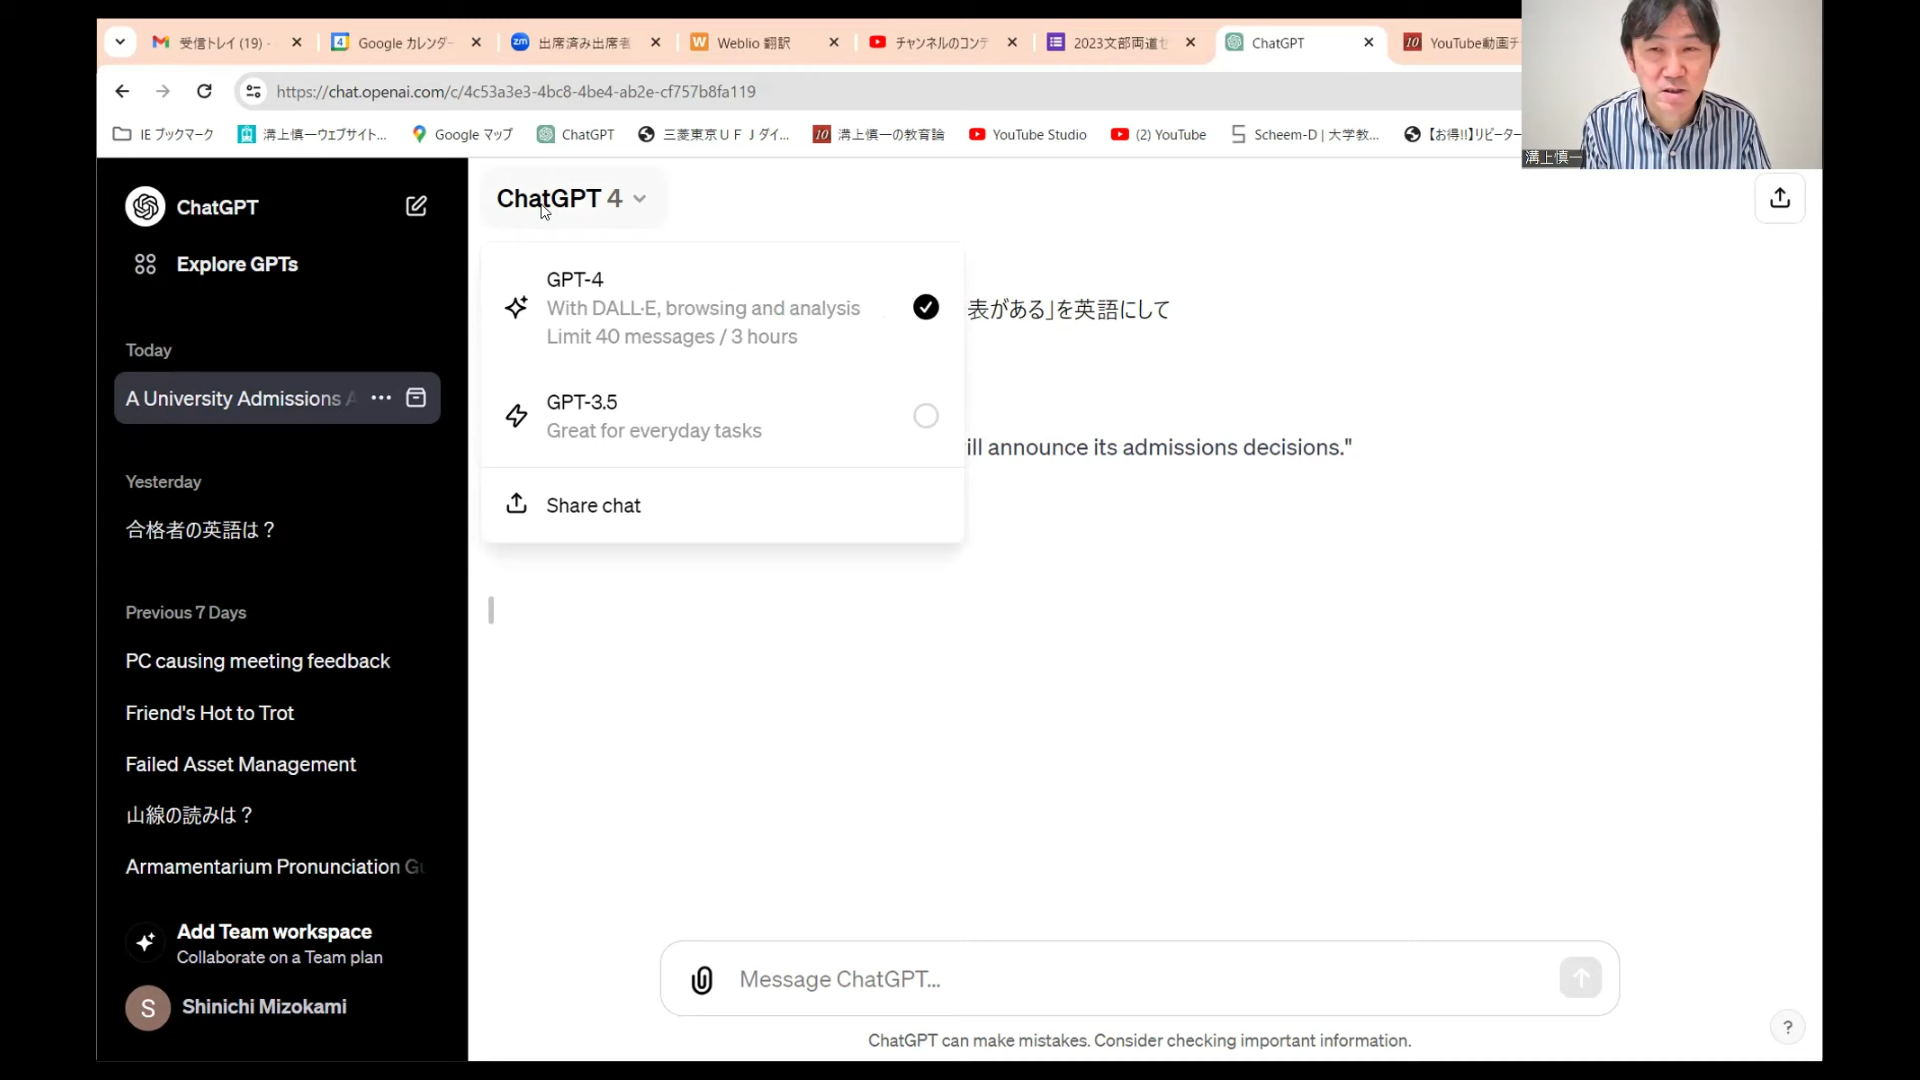 受信トレイ (19) -
Google カレンダー
出席済み出席者
Weblio 翻訳
チャンネルのコンテ
2023文部両道セ
ChatGPT
YouTube動画チ
https://chat.openai.com/c/4c53a3e3-4bc8-4be4-ab2e-cf757b8fa119
IE ブックマーク
溝上慎一ウェブサイト...
Google マップ
ChatGPT
三菱東京ＵＦＪダイ...
溝上慎一の教育論
YouTube Studio
(2) YouTube
Scheem-D | 大学教...
【お得!!】リピーター
溝上慎一
ChatGPT
ChatGPT 4
Explore GPTs
GPT-4
With DALL·E, browsing and analysis
Limit 40 messages / 3 hours
表がある」を英語にして
Today
A University Admissions A
GPT-3.5
Great for everyday tasks
ill announce its admissions decisions."
Share chat
Yesterday
合格者の英語は？
Previous 7 Days
PC causing meeting feedback
Friend's Hot to Trot
Failed Asset Management
山線の読みは？
Armamentarium Pronunciation Gu
Add Team workspace
Collaborate on a Team plan
S
Shinichi Mizokami
Message ChatGPT...
ChatGPT can make mistakes. Consider checking important information.
?